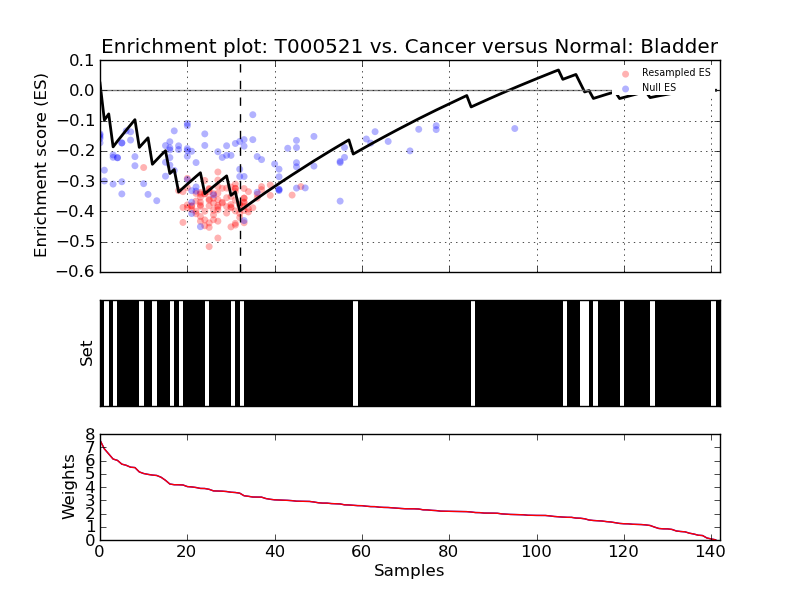 Enrichment plot: T000521 vs. Cancer versus Normal: Bladder
Enrichment score (ES)
0.1
0.0
−0.1
−0.2
−0.3
−0.4
−0.5
−0.6
Resampled ES
Null ES
Set
Weights
8
7
6
5
4
3
2
1
0
0 20 40 60 80 100 120 140
Samples